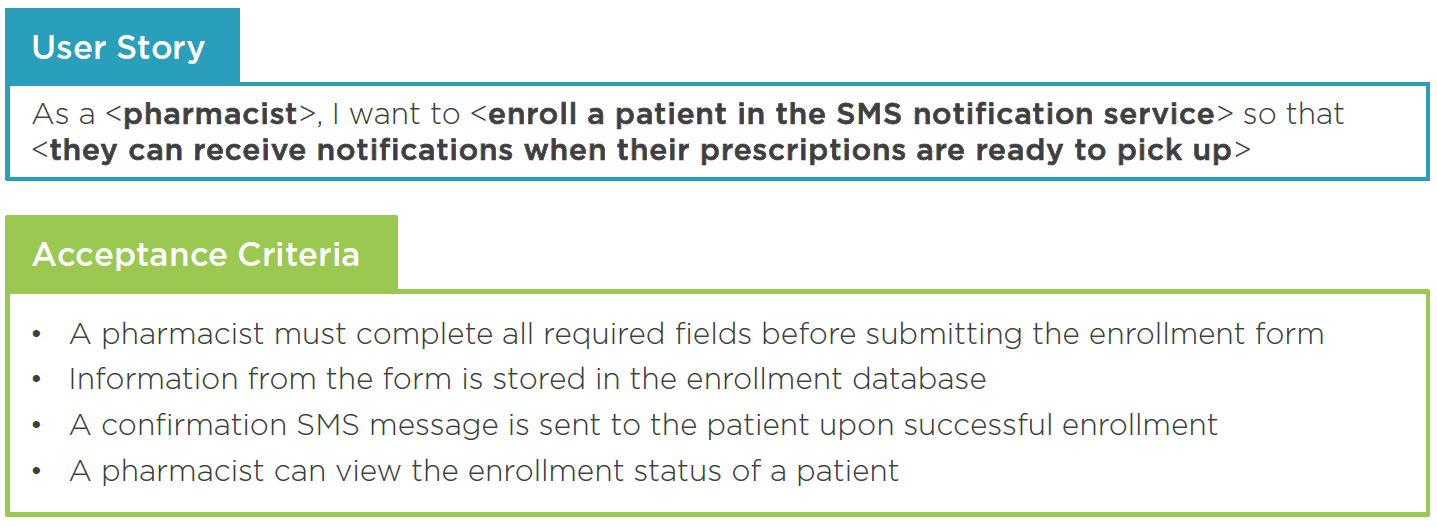 User Story
As a <pharmacist>, I want to <enroll a patient in the SMS notification service> so that
<they can receive notifications when their prescriptions are ready to pick up>
Acceptance Criteria
• A pharmacist must complete all required fields before submitting the enrollment form
• Information from the form is stored in the enrollment database
• A confirmation SMS message is sent to the patient upon successful enrollment
• A pharmacist can view the enrollment status of a patient